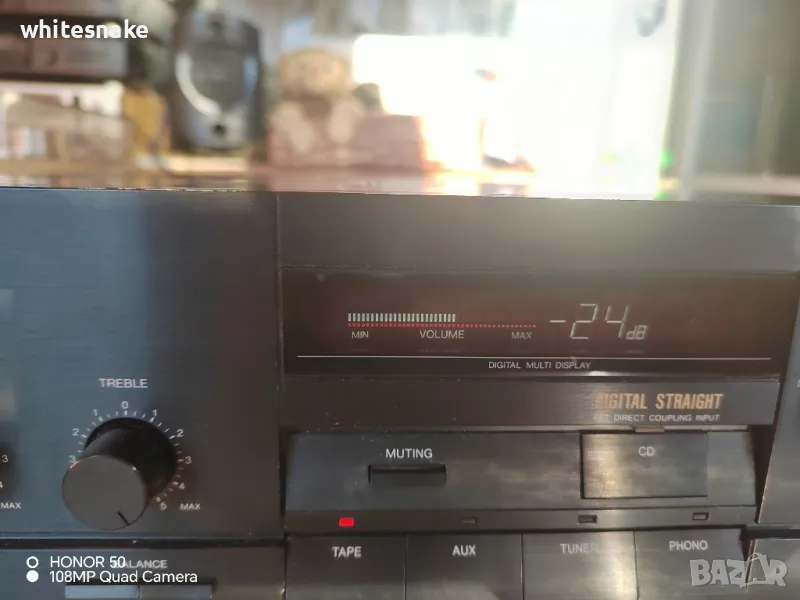 whitesnake
-24dB
MIN VOLUME MAX
DIGITAL MULTI DISPLAY
TREBLE
DIGITAL STRAIGHT
DIRECT COUPLING INPUT
1 0 1
2 2
3 3 3
4 4
MAX 5 MAX
MUTING
CD
TAPE AUX TUNER PHONO
BALANCE
HONOR 50
108MP Quad Camera
BAZAR